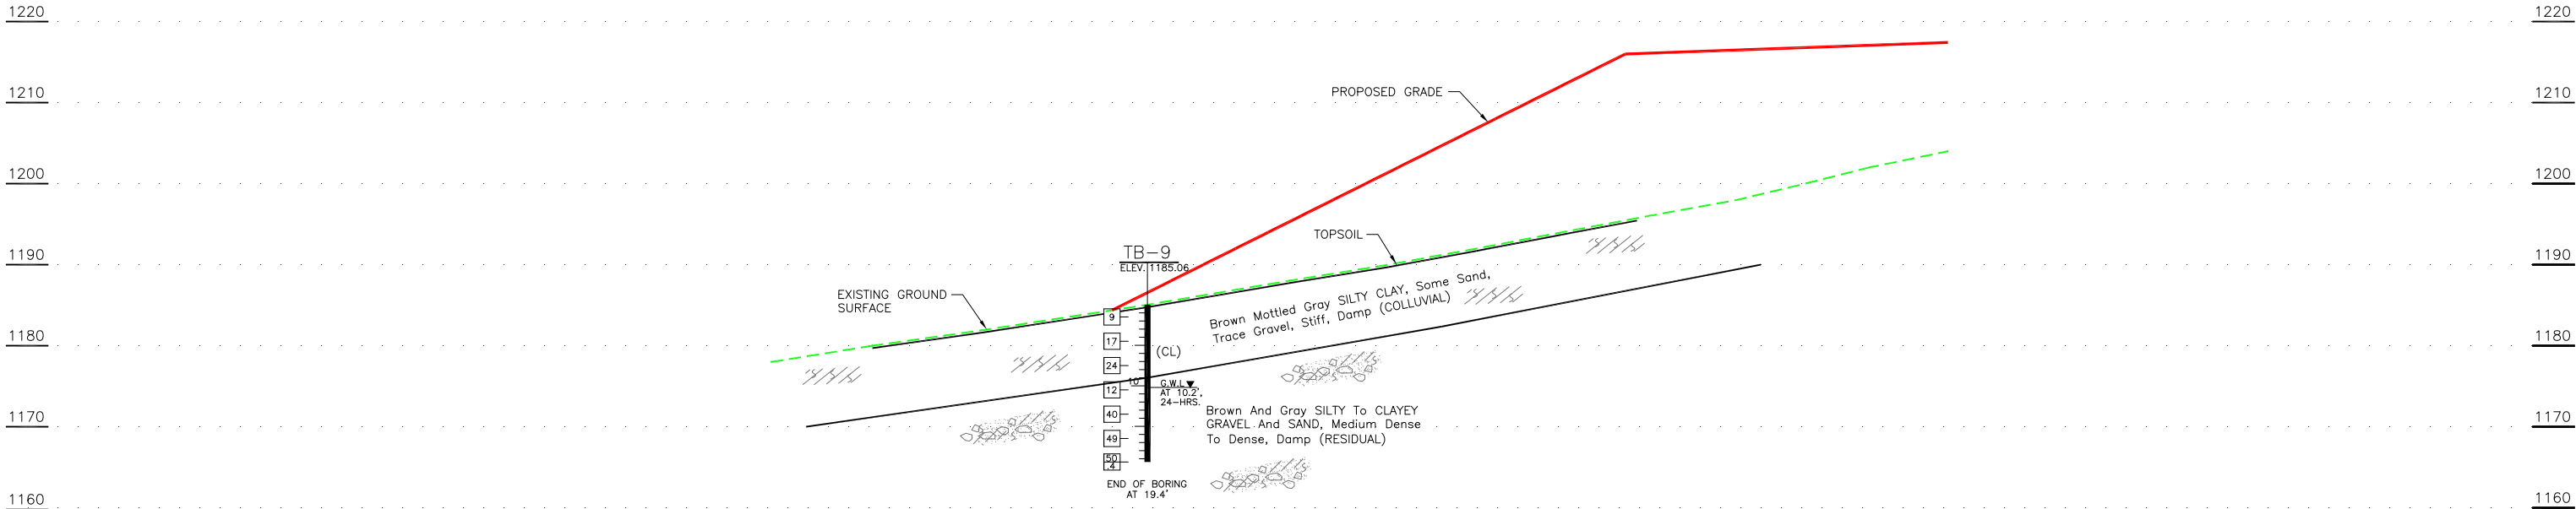 1220 1220
1210 1210
PROPOSED GRADE
1200 1200
TOPSOIL
TB-9
1190 1190
ELEV. 1185.06
EXISTING GROUND
SURFACE
Brown Mottled Gray SILTY CLAY, Some Sand,
Trace Gravel, Stiff, Damp (COLLUVIAL)
9
1180 1180
17
(CL)
24
10
12
G.W.L.
AT 10.2',
24-HRS.
1170 1170
40
Brown And Gray SILTY To CLAYEY
GRAVEL And SAND, Medium Dense
To Dense, Damp (RESIDUAL)
49
50
.4
END OF BORING
AT 19.4'
1160 1160